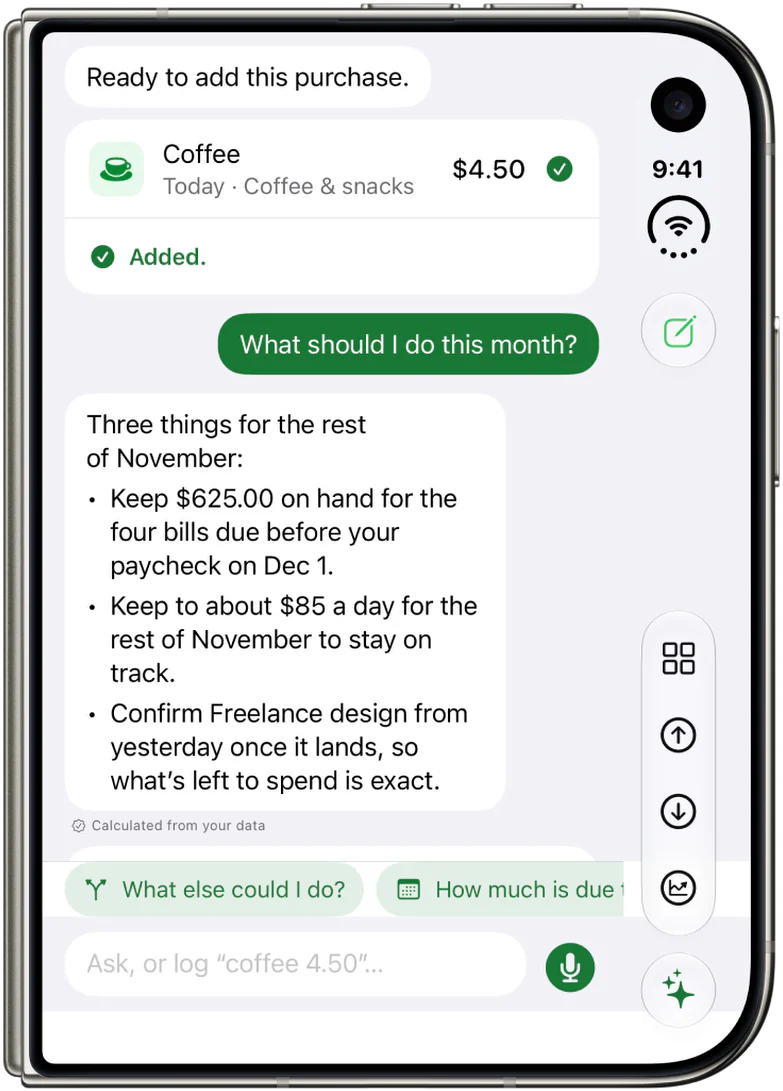 Ready to add this purchase.
Coffee
Today · Coffee & snacks
$4.50
Added.
What should I do this month?
Three things for the rest
of November:
• Keep $625.00 on hand for the
four bills due before your
paycheck on Dec 1.
• Keep to about $85 a day for the
rest of November to stay on
track.
• Confirm Freelance design from
yesterday once it lands, so
what’s left to spend is exact.
Calculated from your data
What else could I do?
How much is due
Ask, or log “coffee 4.50”...
9:41